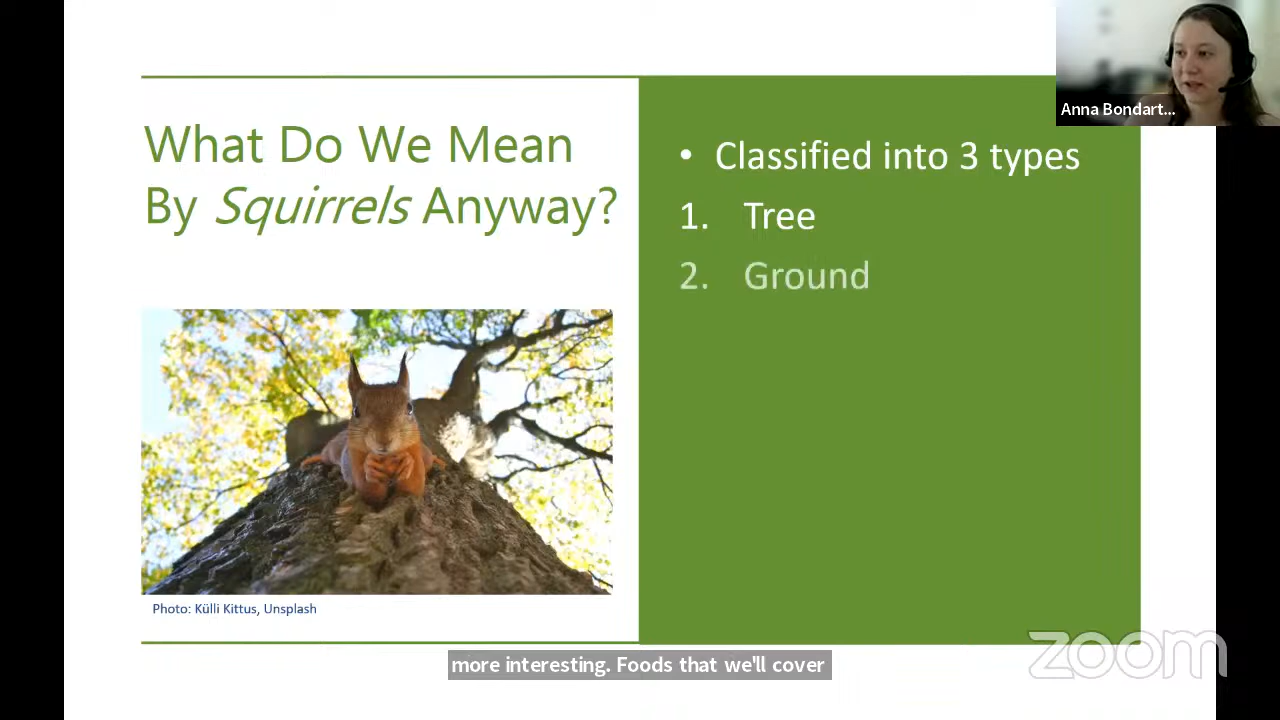 What Do We Mean
By Squirrels Anyway?
Photo: Külli Kittus, Unsplash
• Classified into 3 types
1. Tree
2. Ground
Anna Bondart...
more interesting. Foods that we'll cover
zoom